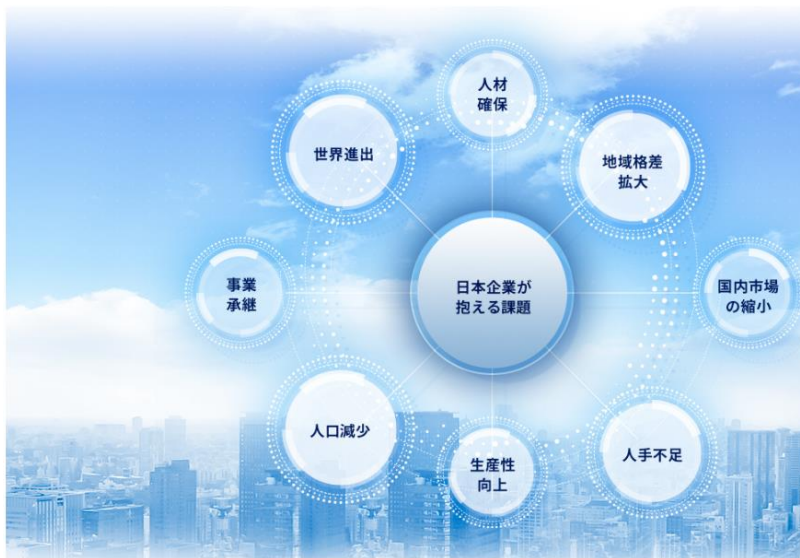 人材
確保
世界進出
地域格差
拡大
事業
承継
日本企業が
抱える課題
国内市場
の縮小
人口減少
生産性
向上
人手不足